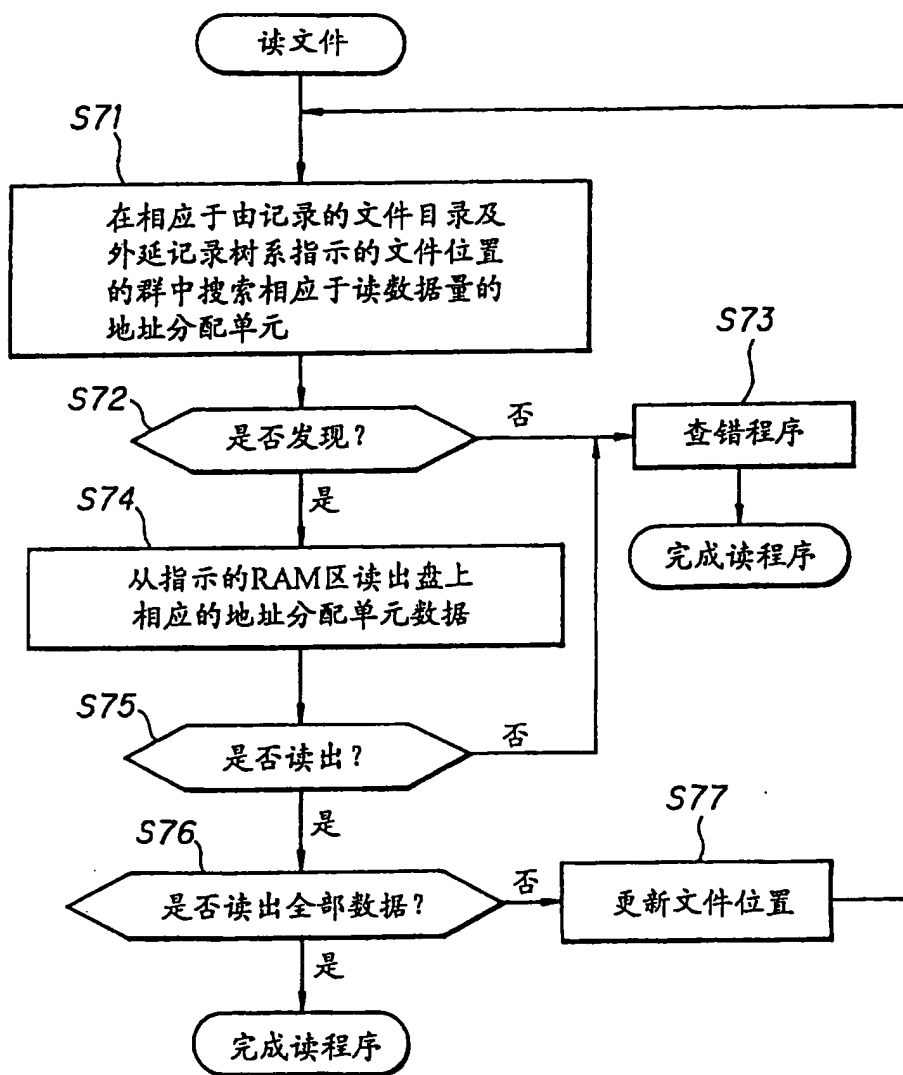 读文件
S71
在相应于由记录的文件目录及
外延记录树系指示的文件位置
的群中搜索相应于读数据量的
地址分配单元
S72
是否发现?
否
S73
查错程序
完成读程序
是
S74
从指示的RAM区读出盘上
相应的地址分配单元数据
S75
是否读出?
否
是
S76
是否读出全部数据?
否
S77
更新文件位置
是
完成读程序